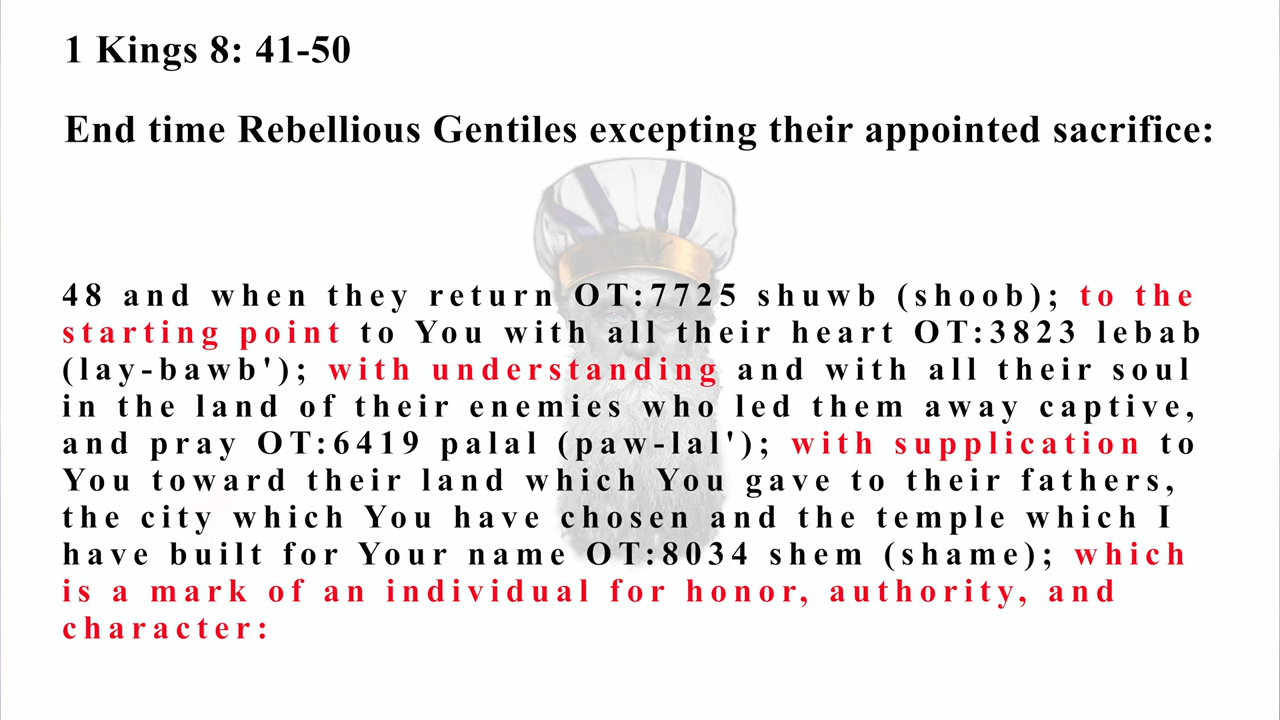 1 Kings 8: 41-50
End time Rebellious Gentiles excepting their appointed sacrifice:
48 and when they return OT:7725 shuwb (shoob); to the
starting point to You with all their heart OT:3823 lebab
(lay-bawb'); with understanding and with all their soul
in the land of their enemies who led them away captive,
and pray OT:6419 palal (paw-lal'); with supplication to
You toward their land which You gave to their fathers,
the city which You have chosen and the temple which I
have built for Your name OT:8034 shem (shame); which
is a mark of an individual for honor, authority, and
character: